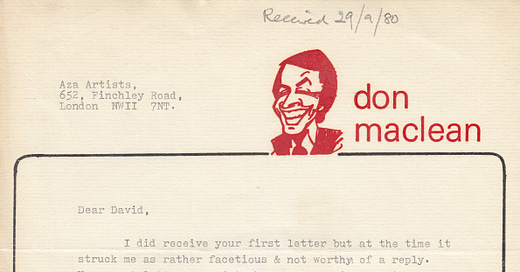 Received 29/9/80
Aza Artists,
652, Finchley Road,
London NWII 7NT.
don
maclean
Dear David,
I did receive your first letter but at the time it
struck me as rather facetious & not worthy of a reply.